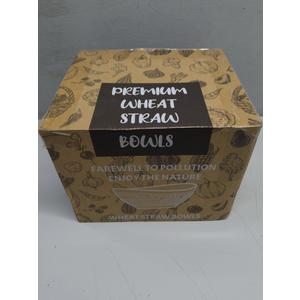 PREMIUM
WHEAT
STRAW
BOWLS
FAREWELL TO POLLUTION
ENJOY THE NATURE
WHEAT STRAW BOWLS